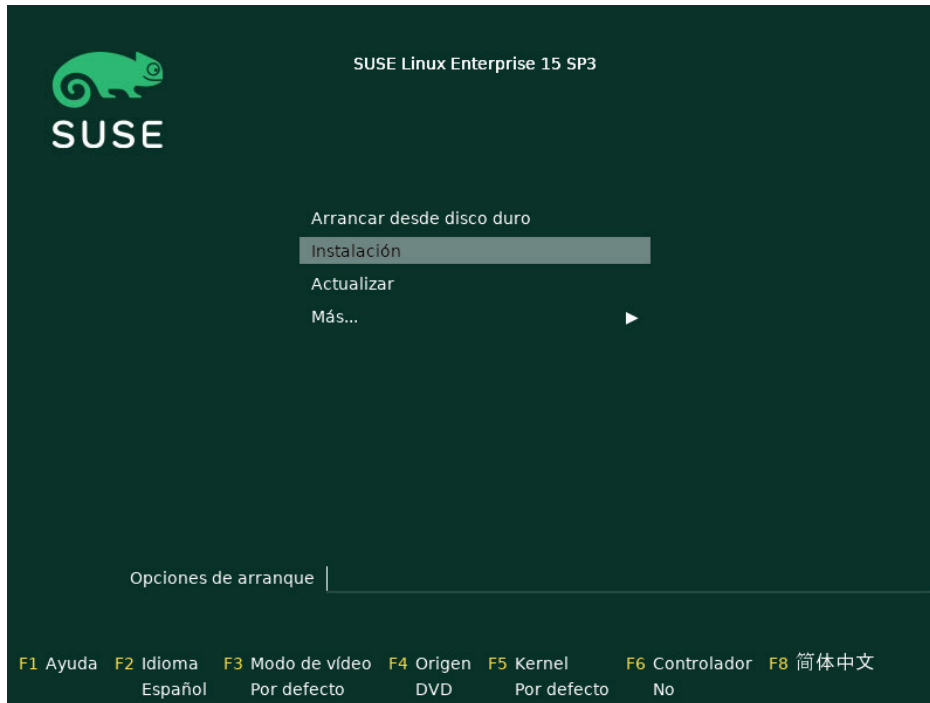 SUSE
SUSE Linux Enterprise 15 SP3
Arrancar desde disco duro
Instalación
Actualizar
Más...
Opciones de arranque
F1 Ayuda F2 Idioma F3 Modo de vídeo F4 Origen F5 Kernel F6 Controlador F8 简体中文
Español Por defecto DVD Por defecto No